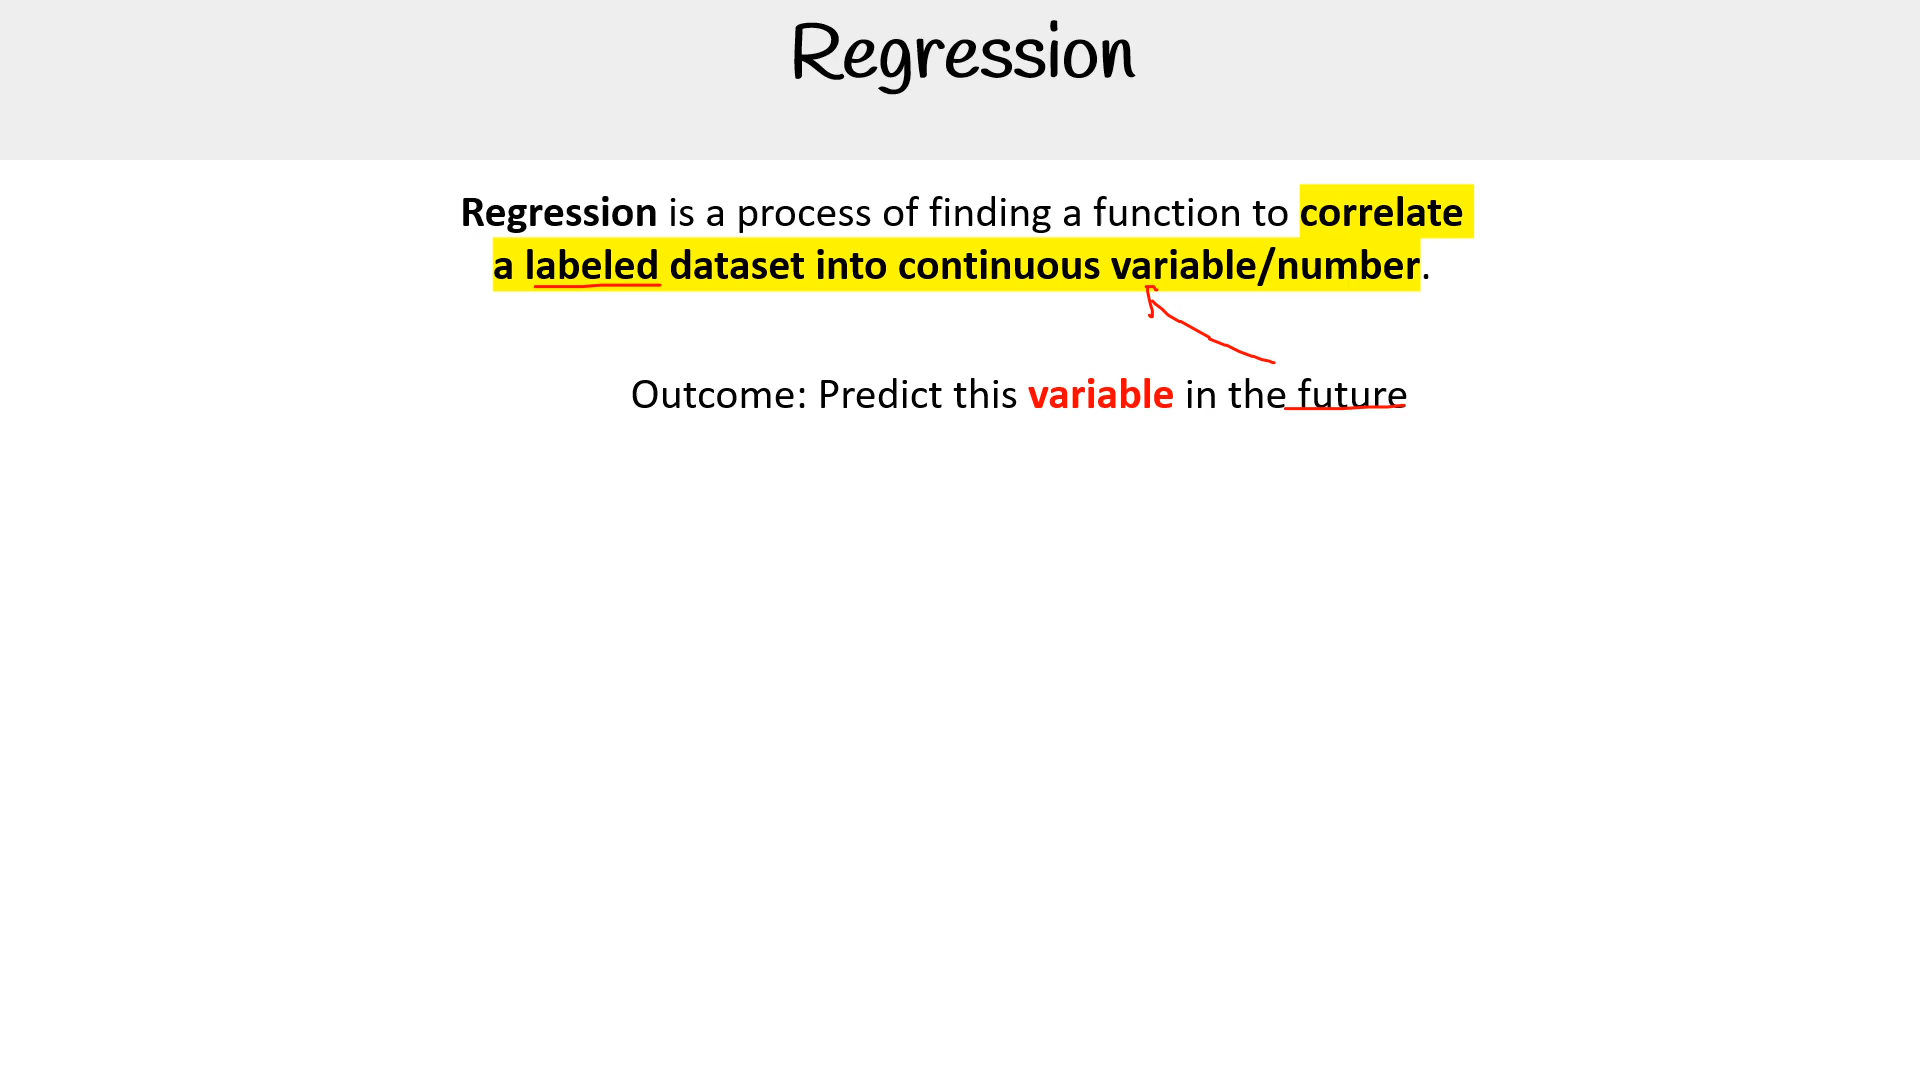 Regression
Regression is a process of finding a function to correlate
a labeled dataset into continuous variable/number.
Outcome: Predict this variable in the future